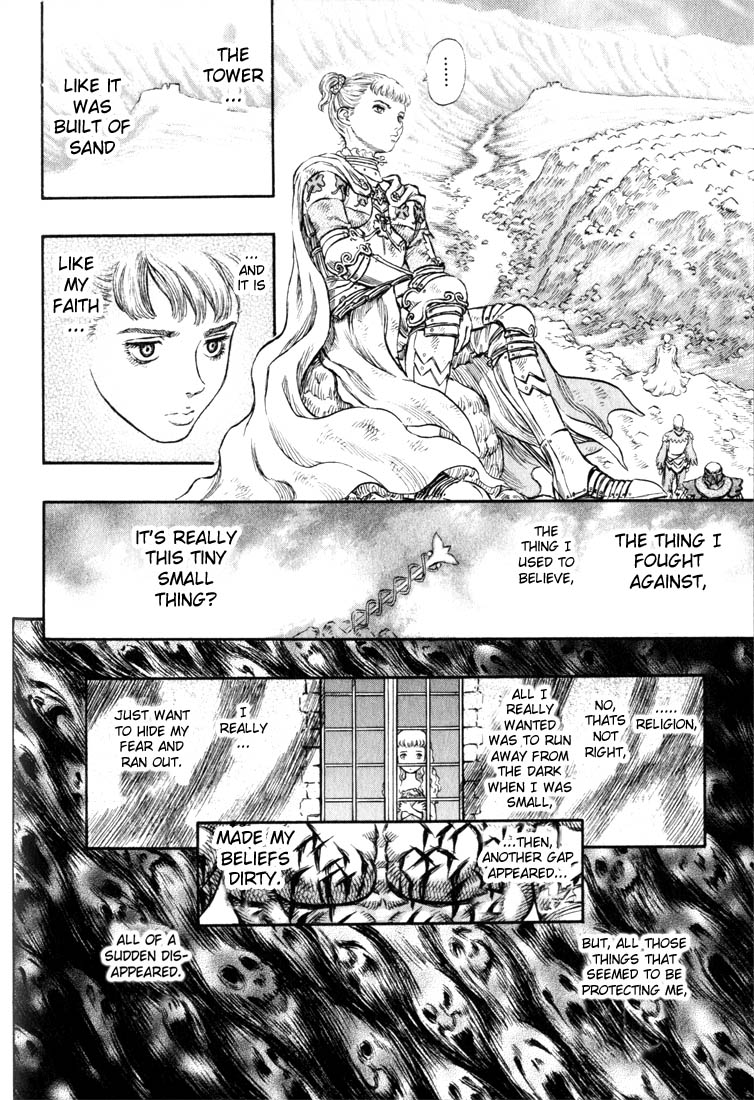 ......
THE
TOWER
...
LIKE IT
WAS
BUILT OF
SAND
...
AND
IT IS
LIKE
MY
FAITH
...
THE THING I
FOUGHT
AGAINST,
THE
THING I
USED TO
BELIEVE,
IT'S REALLY
THIS TINY
SMALL
THING?
.....
RELIGION,
NO,
THATS
NOT
RIGHT,
ALL I
REALLY
WANTED
WAS TO RUN
AWAY FROM
THE DARK
WHEN I WAS
SMALL,
I
REALLY
...
JUST WANT
TO HIDE MY
FEAR AND
RAN OUT.
...THEN,
ANOTHER GAP
APPEARED...
MADE MY
BELIEFS
DIRTY.
BUT, ALL THOSE
THINGS THAT
SEEMED TO BE
PROTECTING ME,
ALL OF A
SUDDEN DIS-
APPEARED.